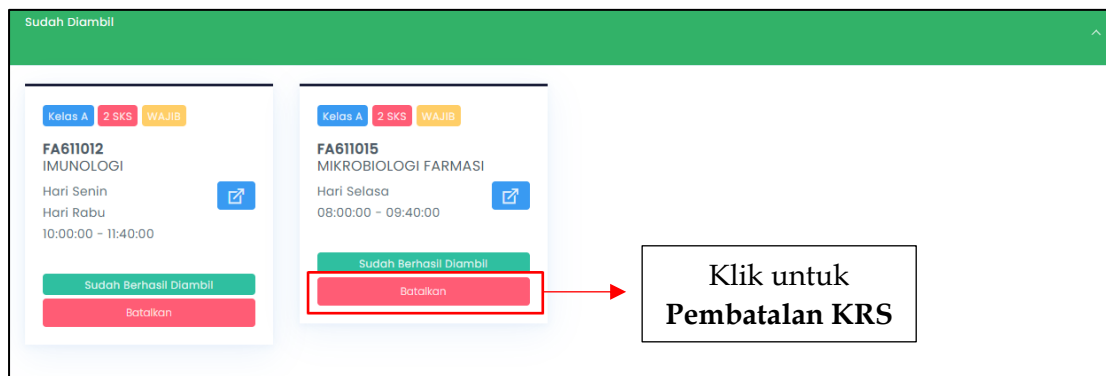 Sudah Diambil
Kelas A 2 SKS WAJIB
FA611012
IMUNOLOGI
Hari Senin
Hari Rabu
10:00:00 - 11:40:00
Sudah Berhasil Diambil
Batalkan
Kelas A 2 SKS WAJIB
FA611015
MIKROBIOLOGI FARMASI
Hari Selasa
08:00:00 - 09:40:00
Sudah Berhasil Diambil
Batalkan
Klik untuk
Pembatalan KRS